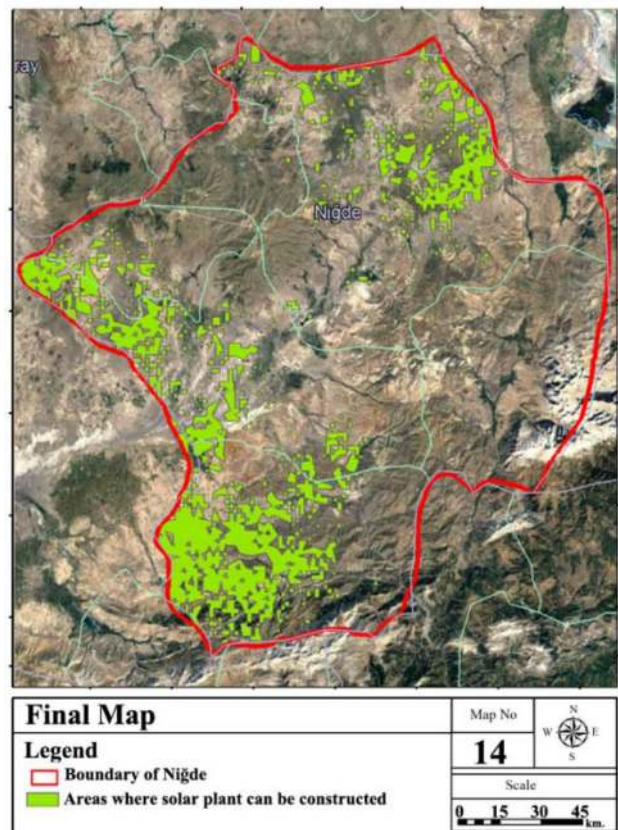 ray
Niğde
Final Map
Legend
Boundary of Niğde
Areas where solar plant can be constructed
Map No
14
N
W E
S
Scale
0 15 30 45
km.